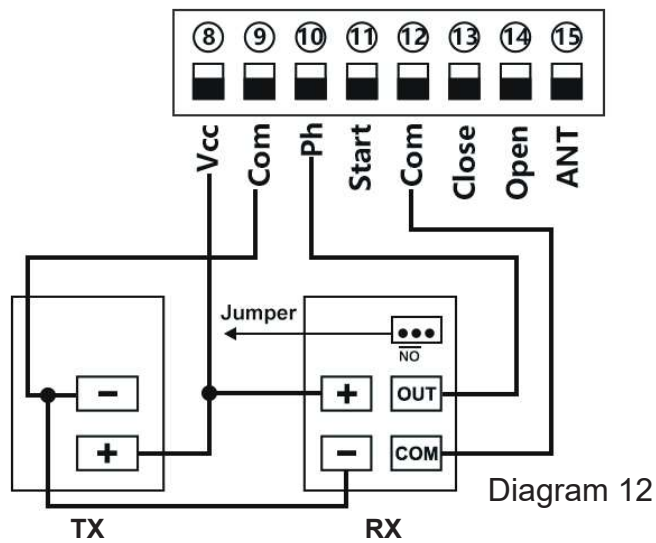 ⑧ ⑨ ⑩ ⑪ ⑫ ⑬ ⑭ ⑮
Vcc Com Ph Start Com Close Open ANT
Jumper
NO
- + OUT
+ - COM
Diagram 12
TX RX